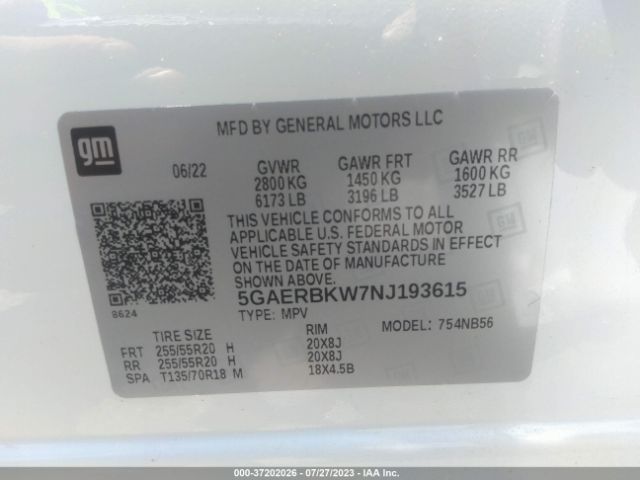 gm
MFD BY GENERAL MOTORS LLC
06/22
GVWR GAWR FRT GAWR RR
2800 KG 1450 KG 1600 KG
6173 LB 3196 LB 3527 LB
THIS VEHICLE CONFORMS TO ALL
APPLICABLE U.S. FEDERAL MOTOR
VEHICLE SAFETY STANDARDS IN EFFECT
ON THE DATE OF MANUFACTURE
SHOWN ABOVE.
8624
5GAERBKW7NJ193615
TYPE: MPV MODEL: 754NB56
TIRE SIZE RIM
FRT 255/55R20 H 20X8J
RR 255/55R20 H 20X8J
SPA T135/70R18 M 18X4.5B
000-37202026 - 07/27/2023 - IAA Inc.